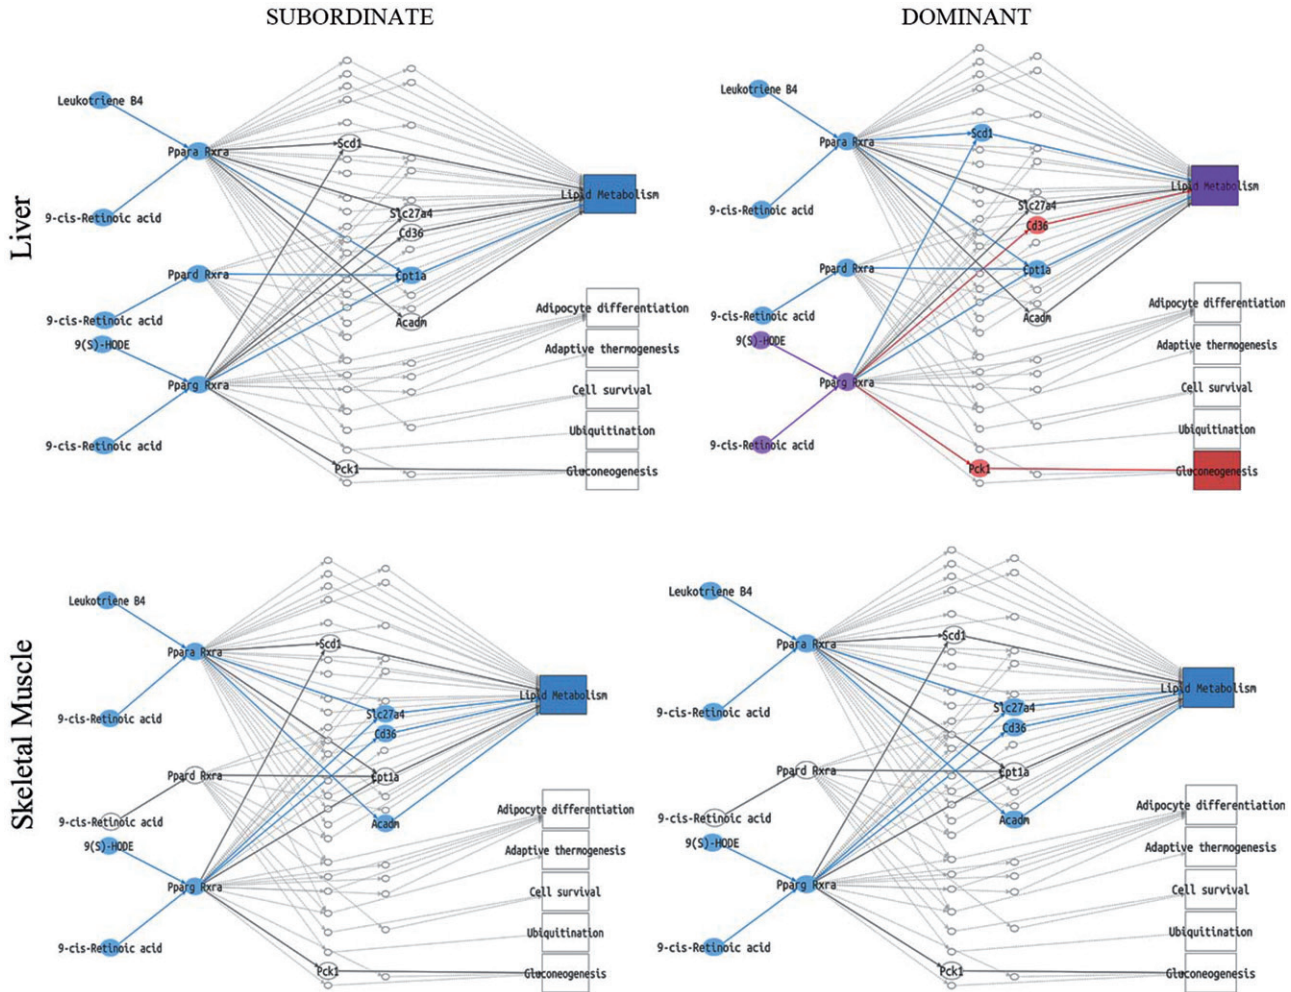 SUBORDINATE
DOMINANT
Liver
Leukotriene B4
Ppara Rxra
9-cis-Retinoic acid
Scd1
Slc27a4
Cd36
Lipid Metabolism
Ppard Rxra
Cpt1a
9-cis-Retinoic acid
9(S)-HODE
Acadm
Pparg Rxra
9-cis-Retinoic acid
Pck1
Adipocyte differentiation
Adaptive thermogenesis
Cell survival
Ubiquitination
Gluconeogenesis
Leukotriene B4
Ppara Rxra
9-cis-Retinoic acid
Scd1
Slc27a4
Cd36
Lipid Metabolism
Ppard Rxra
Cpt1a
9-cis-Retinoic acid
9(S)-HODE
Acadm
Pparg Rxra
9-cis-Retinoic acid
Pck1
Adipocyte differentiation
Adaptive thermogenesis
Cell survival
Ubiquitination
Gluconeogenesis
Skeletal Muscle
Leukotriene B4
Ppara Rxra
9-cis-Retinoic acid
Scd1
Slc27a4
Cd36
Lipid Metabolism
Ppard Rxra
Cpt1a
9-cis-Retinoic acid
9(S)-HODE
Acadm
Pparg Rxra
9-cis-Retinoic acid
Pck1
Adipocyte differentiation
Adaptive thermogenesis
Cell survival
Ubiquitination
Gluconeogenesis
Leukotriene B4
Ppara Rxra
9-cis-Retinoic acid
Scd1
Slc27a4
Cd36
Lipid Metabolism
Ppard Rxra
Cpt1a
9-cis-Retinoic acid
9(S)-HODE
Acadm
Pparg Rxra
9-cis-Retinoic acid
Pck1
Adipocyte differentiation
Adaptive thermogenesis
Cell survival
Ubiquitination
Gluconeogenesis